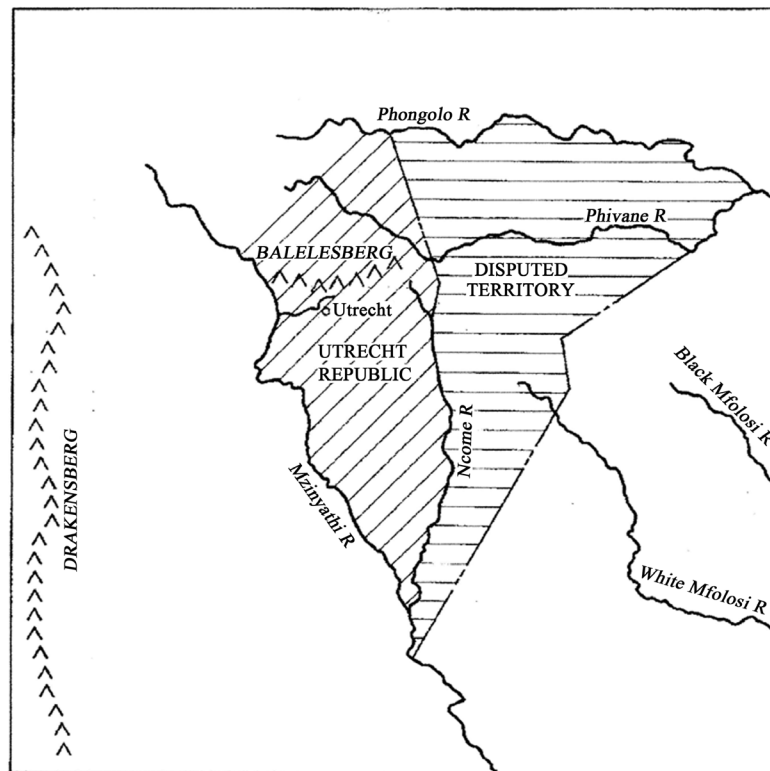 Phongolo R
Phivane R
BALELESBERG
DISPUTED
TERRITORY
Utrecht
UTRECHT
REPUBLIC
Black Mfolosi R
Ncome R
DRAKENSBERG
Mzinyathi R
White Mfolosi R